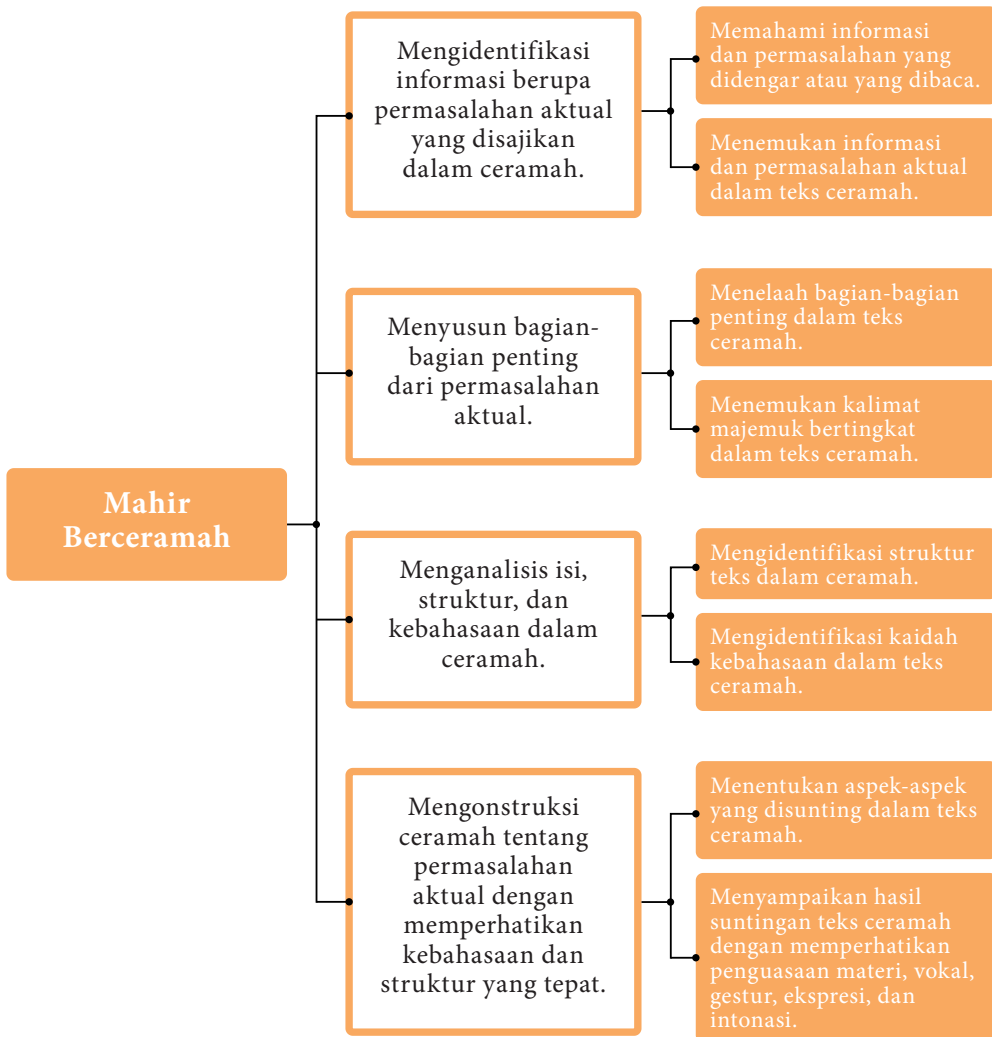 Mahir
Berceramah
Mengidentifikasi
informasi berupa
permasalahan aktual
yang disajikan
dalam ceramah.
Memahami informasi
dan permasalahan yang
didengar atau yang dibaca.
Menemukan informasi
dan permasalahan aktual
dalam teks ceramah.
Menyusun bagian-
bagian penting
dari permasalahan
aktual.
Menelaah bagian-bagian
penting dalam teks
ceramah.
Menemukan kalimat
majemuk bertingkat
dalam teks ceramah.
Menganalisis isi,
struktur, dan
kebahasaan dalam
ceramah.
Mengidentifikasi struktur
teks dalam ceramah.
Mengidentifikasi kaidah
kebahasaan dalam teks
ceramah.
Mengonstruksi
ceramah tentang
permasalahan
aktual dengan
memperhatikan
kebahasaan dan
struktur yang tepat.
Menentukan aspek-aspek
yang disunting dalam teks
ceramah.
Menyampaikan hasil
suntingan teks ceramah
dengan memperhatikan
penguasaan materi, vokal,
gestur, ekspresi, dan
intonasi.